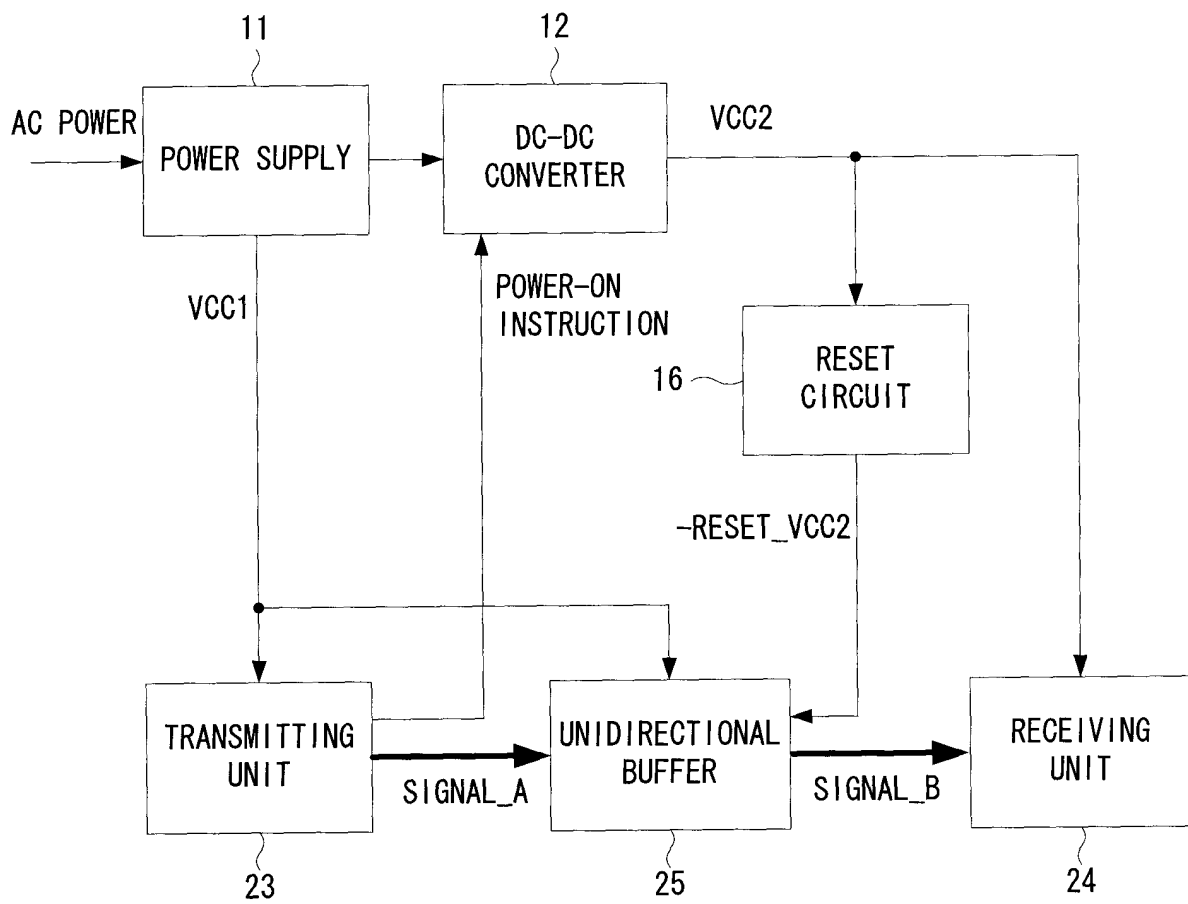 11
12
AC POWER
POWER SUPPLY
DC-DC
CONVERTER
VCC2
VCC1
POWER-ON
INSTRUCTION
16
RESET
CIRCUIT
-RESET_VCC2
TRANSMITTING
UNIT
SIGNAL_A
UNIDIRECTIONAL
BUFFER
SIGNAL_B
RECEIVING
UNIT
23
25
24